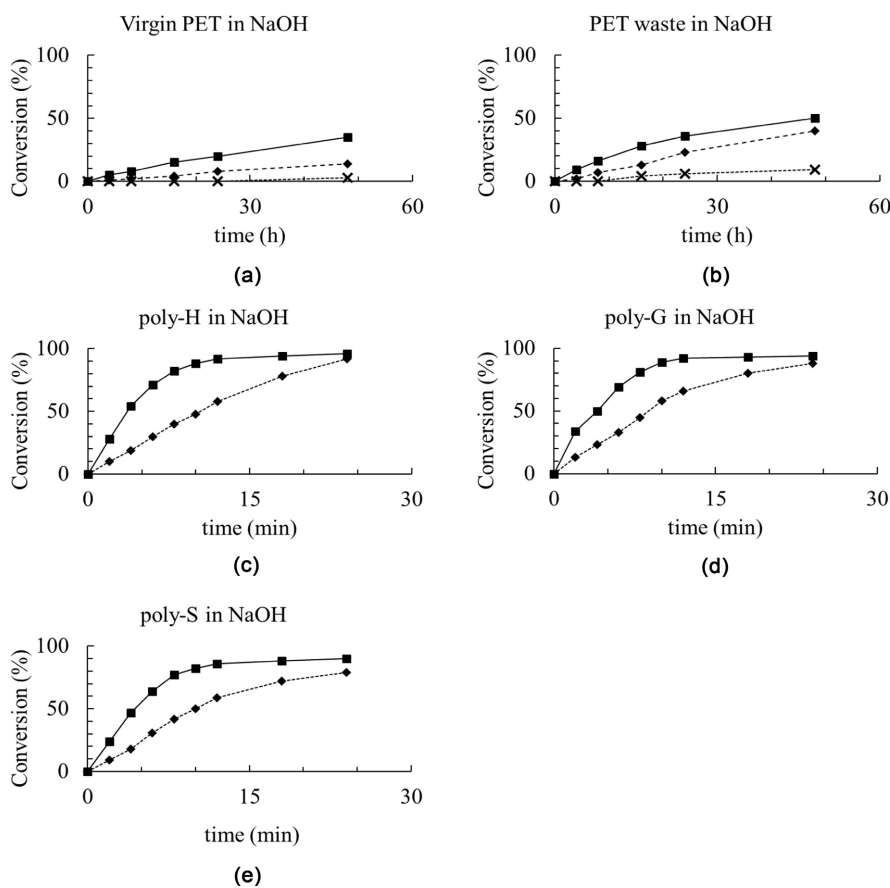 Virgin PET in NaOH
Conversion (%)
100
50
0
0
30
60
time (h)
(a)
PET waste in NaOH
Conversion (%)
100
50
0
0
30
60
time (h)
(b)
poly-H in NaOH
Conversion (%)
100
50
0
0
15
30
time (min)
(c)
poly-G in NaOH
Conversion (%)
100
50
0
0
15
30
time (min)
(d)
poly-S in NaOH
Conversion (%)
100
50
0
0
15
30
time (min)
(e)